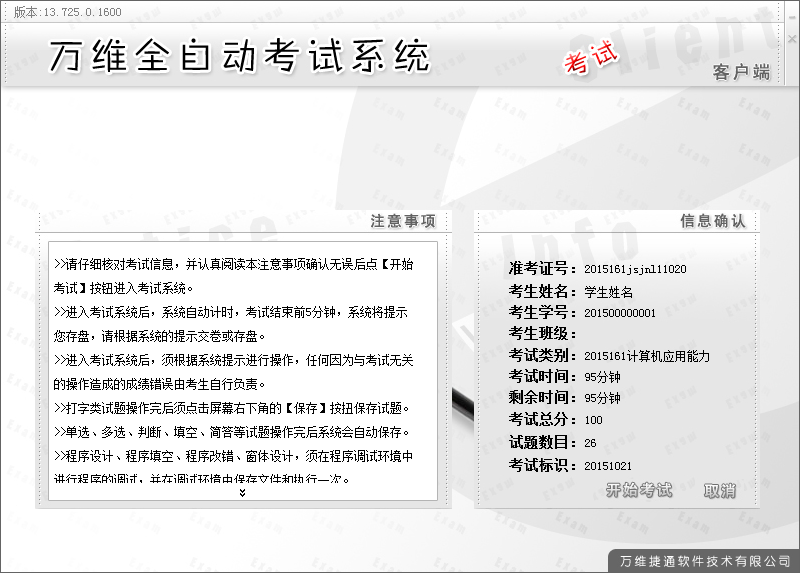 版本:13.725.0.1600
万维全自动考试系统
考试
Client
客户端
注意事项
>>请仔细核对考试信息，并认真阅读本注意事项确认无误后点【开始
考试】按钮进入考试系统。
>>进入考试系统后，系统自动计时，考试结束前5分钟，系统将提示
您存盘，请根据系统的提示交卷或存盘。
>>进入考试系统后，须根据系统提示进行操作，任何因为与考试无关
的操作造成的成绩错误由考生自行负责。
>>打字类试题操作完后须点击屏幕右下角的【保存】按扭保存试题。
>>单选、多选、判断、填空、简答等试题操作完后系统会自动保存。
>>程序设计、程序填空、程序改错、窗体设计，须在程序调试环境中
进行程序的调试，并在调试环境中保存文件和执行一次。
Info
信息确认
准考证号：2015161jsjnl11020
考生姓名：学生姓名
考生学号：201500000001
考生班级：
考试类别：2015161计算机应用能力
考试时间：95分钟
剩余时间：95分钟
考试总分：100
试题数目：26
考试标识：20151021
开始考试 取消
万维捷通软件技术有限公司